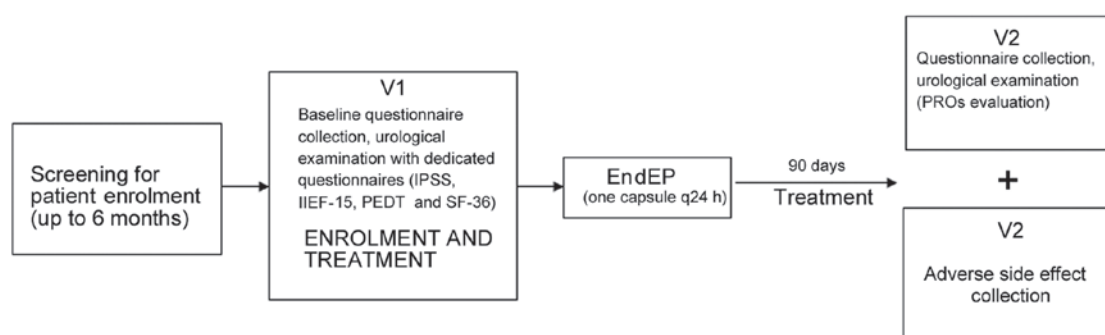 Screening for
patient enrolment
(up to 6 months)
V1
Baseline questionnaire
collection, urological
examination with dedicated
questionnaires (IPSS,
IIEF-15, PEDT and SF-36)
ENROLMENT AND
TREATMENT
EndEP
(one capsule q24 h)
90 days
Treatment
V2
Questionnaire collection,
urological examination
(PROs evaluation)
+
V2
Adverse side effect
collection